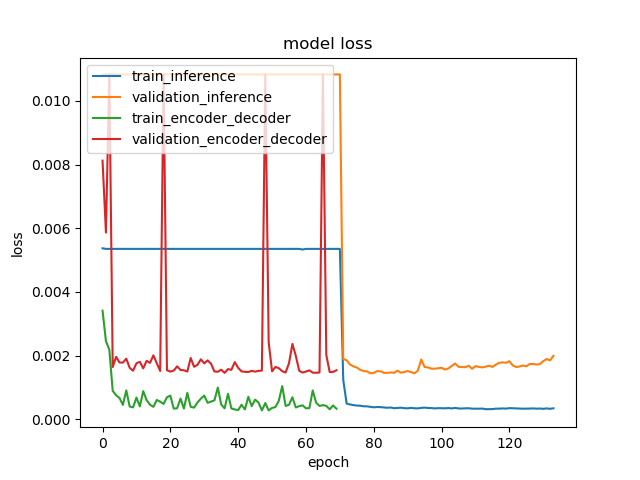 model loss
train_inference
validation_inference
train_encoder_decoder
validation_encoder_decoder
0.010
0.008
0.006
0.004
0.002
0.000
loss
0 20 40 60 80 100 120
epoch